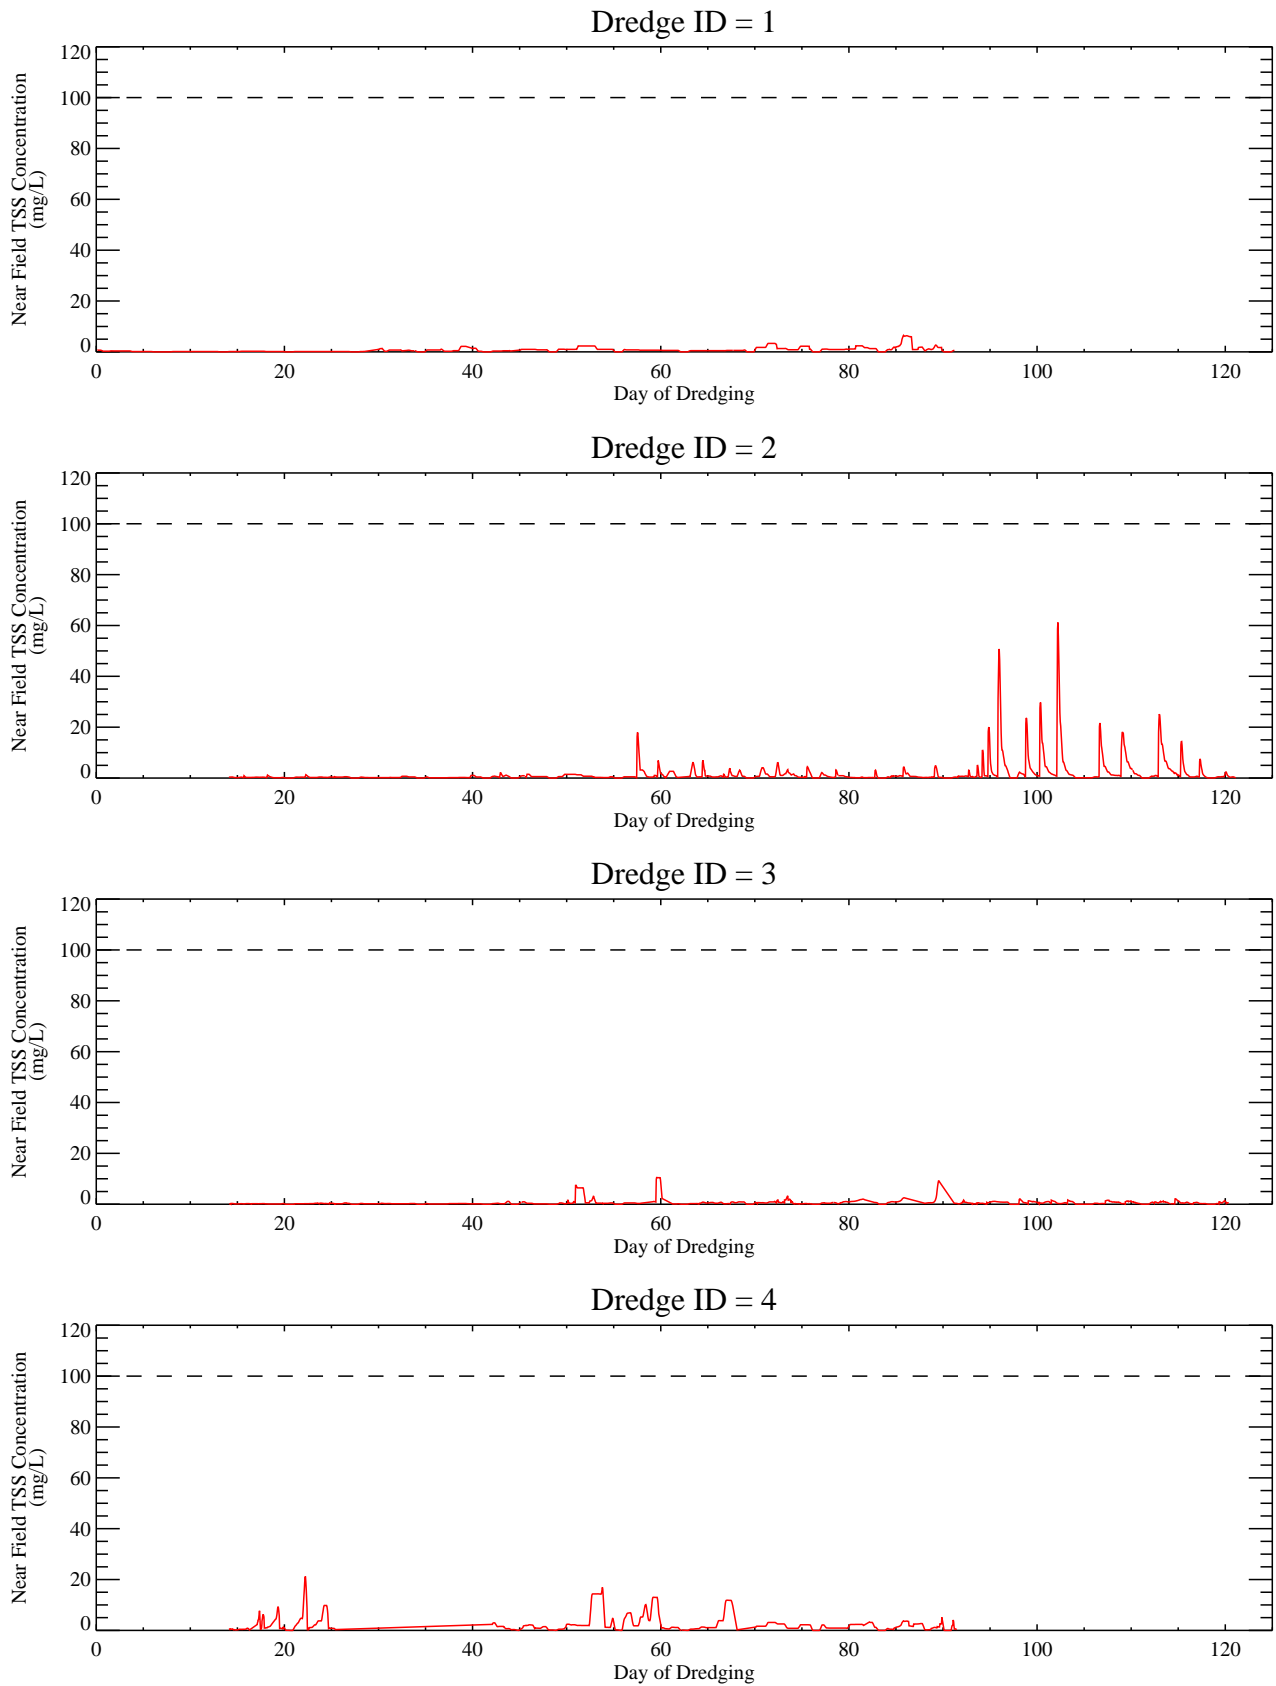 Dredge ID = 1
120
100
80
60
40
20
0
Near Field TSS Concentration
(mg/L)
0 20 40 60 80 100 120
Day of Dredging
Dredge ID = 2
120
100
80
60
40
20
0
Near Field TSS Concentration
(mg/L)
0 20 40 60 80 100 120
Day of Dredging
Dredge ID = 3
120
100
80
60
40
20
0
Near Field TSS Concentration
(mg/L)
0 20 40 60 80 100 120
Day of Dredging
Dredge ID = 4
120
100
80
60
40
20
0
Near Field TSS Concentration
(mg/L)
0 20 40 60 80 100 120
Day of Dredging